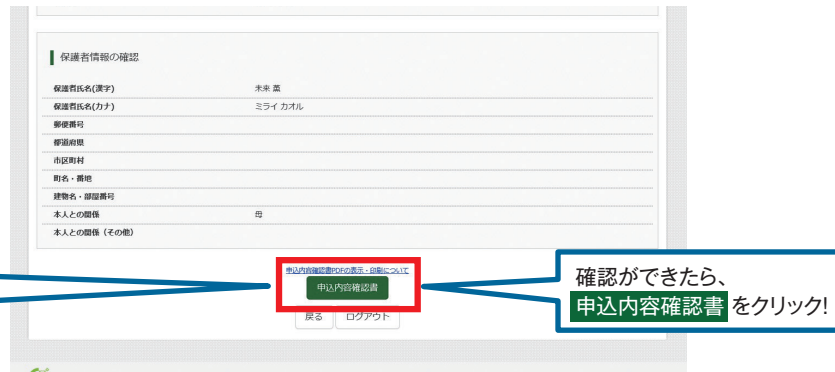 保護者情報の確認
保護者氏名(漢字) 未来 薫
保護者氏名(カナ) ミライ カオル
郵便番号
都道府県
市区町村
町名・番地
建物名・部屋番号
本人との関係 母
本人との関係（その他）
申込内容確認書PDFの表示・印刷について
申込内容確認書
戻る ログアウト
確認ができたら、
申込内容確認書 をクリック!